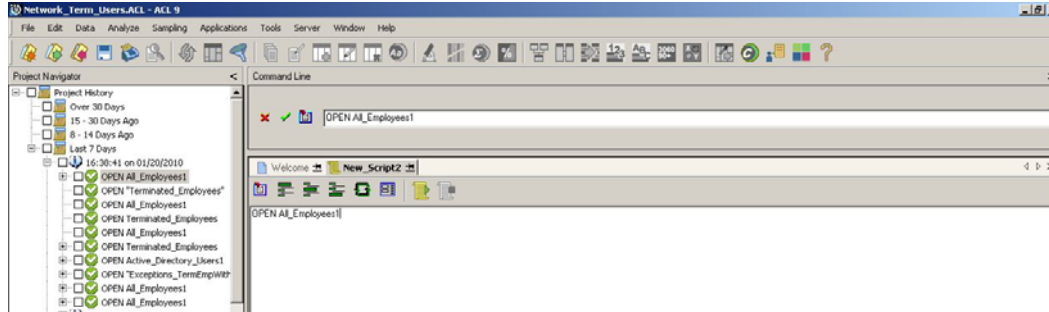 Network_Term_Users.ACL - ACL 9
File Edit Data Analyze Sampling Applications Tools Server Window Help
Project Navigator <
Command Line
Project History
Over 30 Days
15 - 30 Days Ago
8 - 14 Days Ago
Last 7 Days
16:38:41 on 01/20/2010
OPEN All_Employees1
OPEN "Terminated_Employees"
OPEN All_Employees1
OPEN Terminated_Employees
OPEN All_Employees1
OPEN Terminated_Employees
OPEN Active_Directory_Users1
OPEN "Exceptions_TermEmpWith
OPEN All_Employees1
OPEN All_Employees1
OPEN All_Employees1
Welcome New_Script2
OPEN All_Employees1